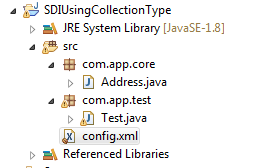 SDIUsingCollectionType
JRE System Library [JavaSE-1.8]
src
com.app.core
Address.java
com.app.test
Test.java
config.xml
Referenced Libraries